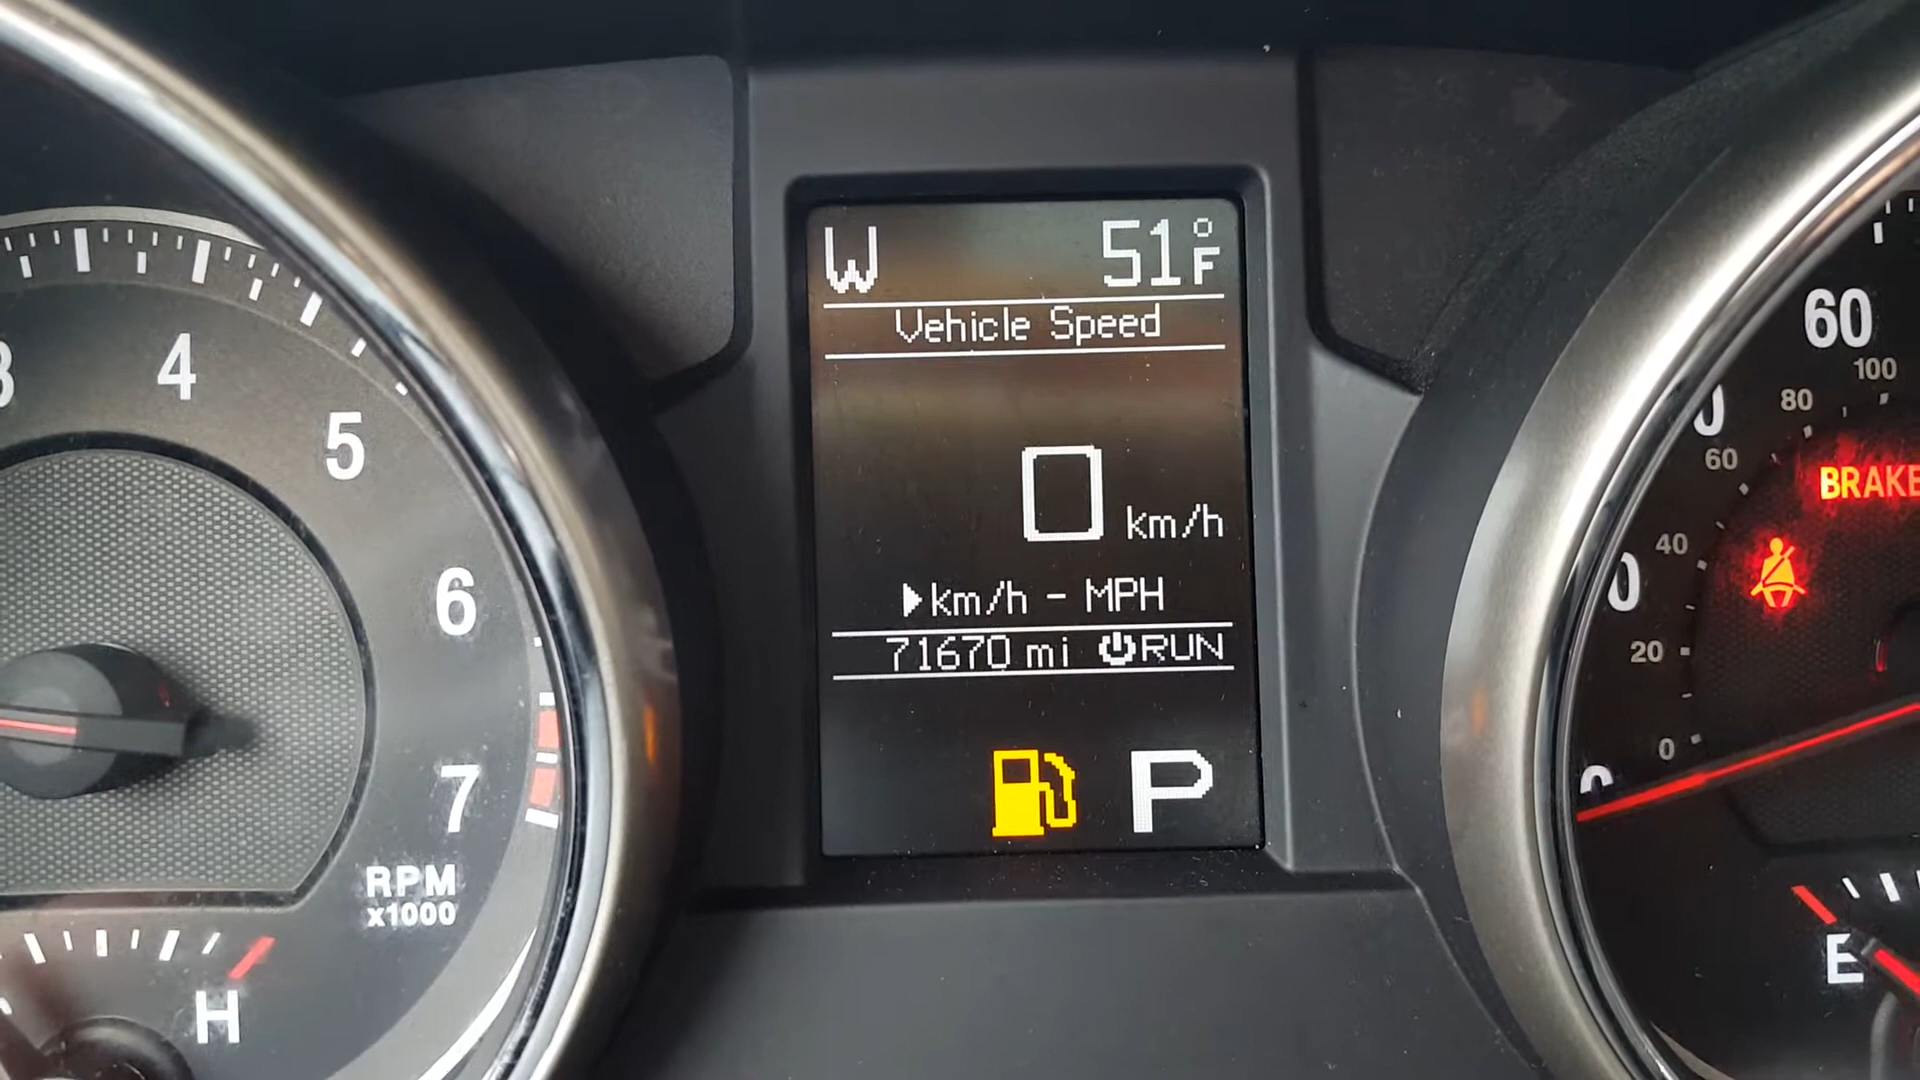 W 51°F
Vehicle Speed
0 km/h
▶km/h - MPH
71670 mi ⏻RUN
P
4
5
6
7
RPM
x1000
H
60
100
80
60
40
20
0
0
BRAKE
E